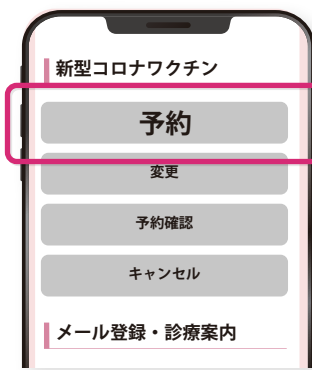 新型コロナワクチン
予約
変更
予約確認
キャンセル
メール登録・診療案内